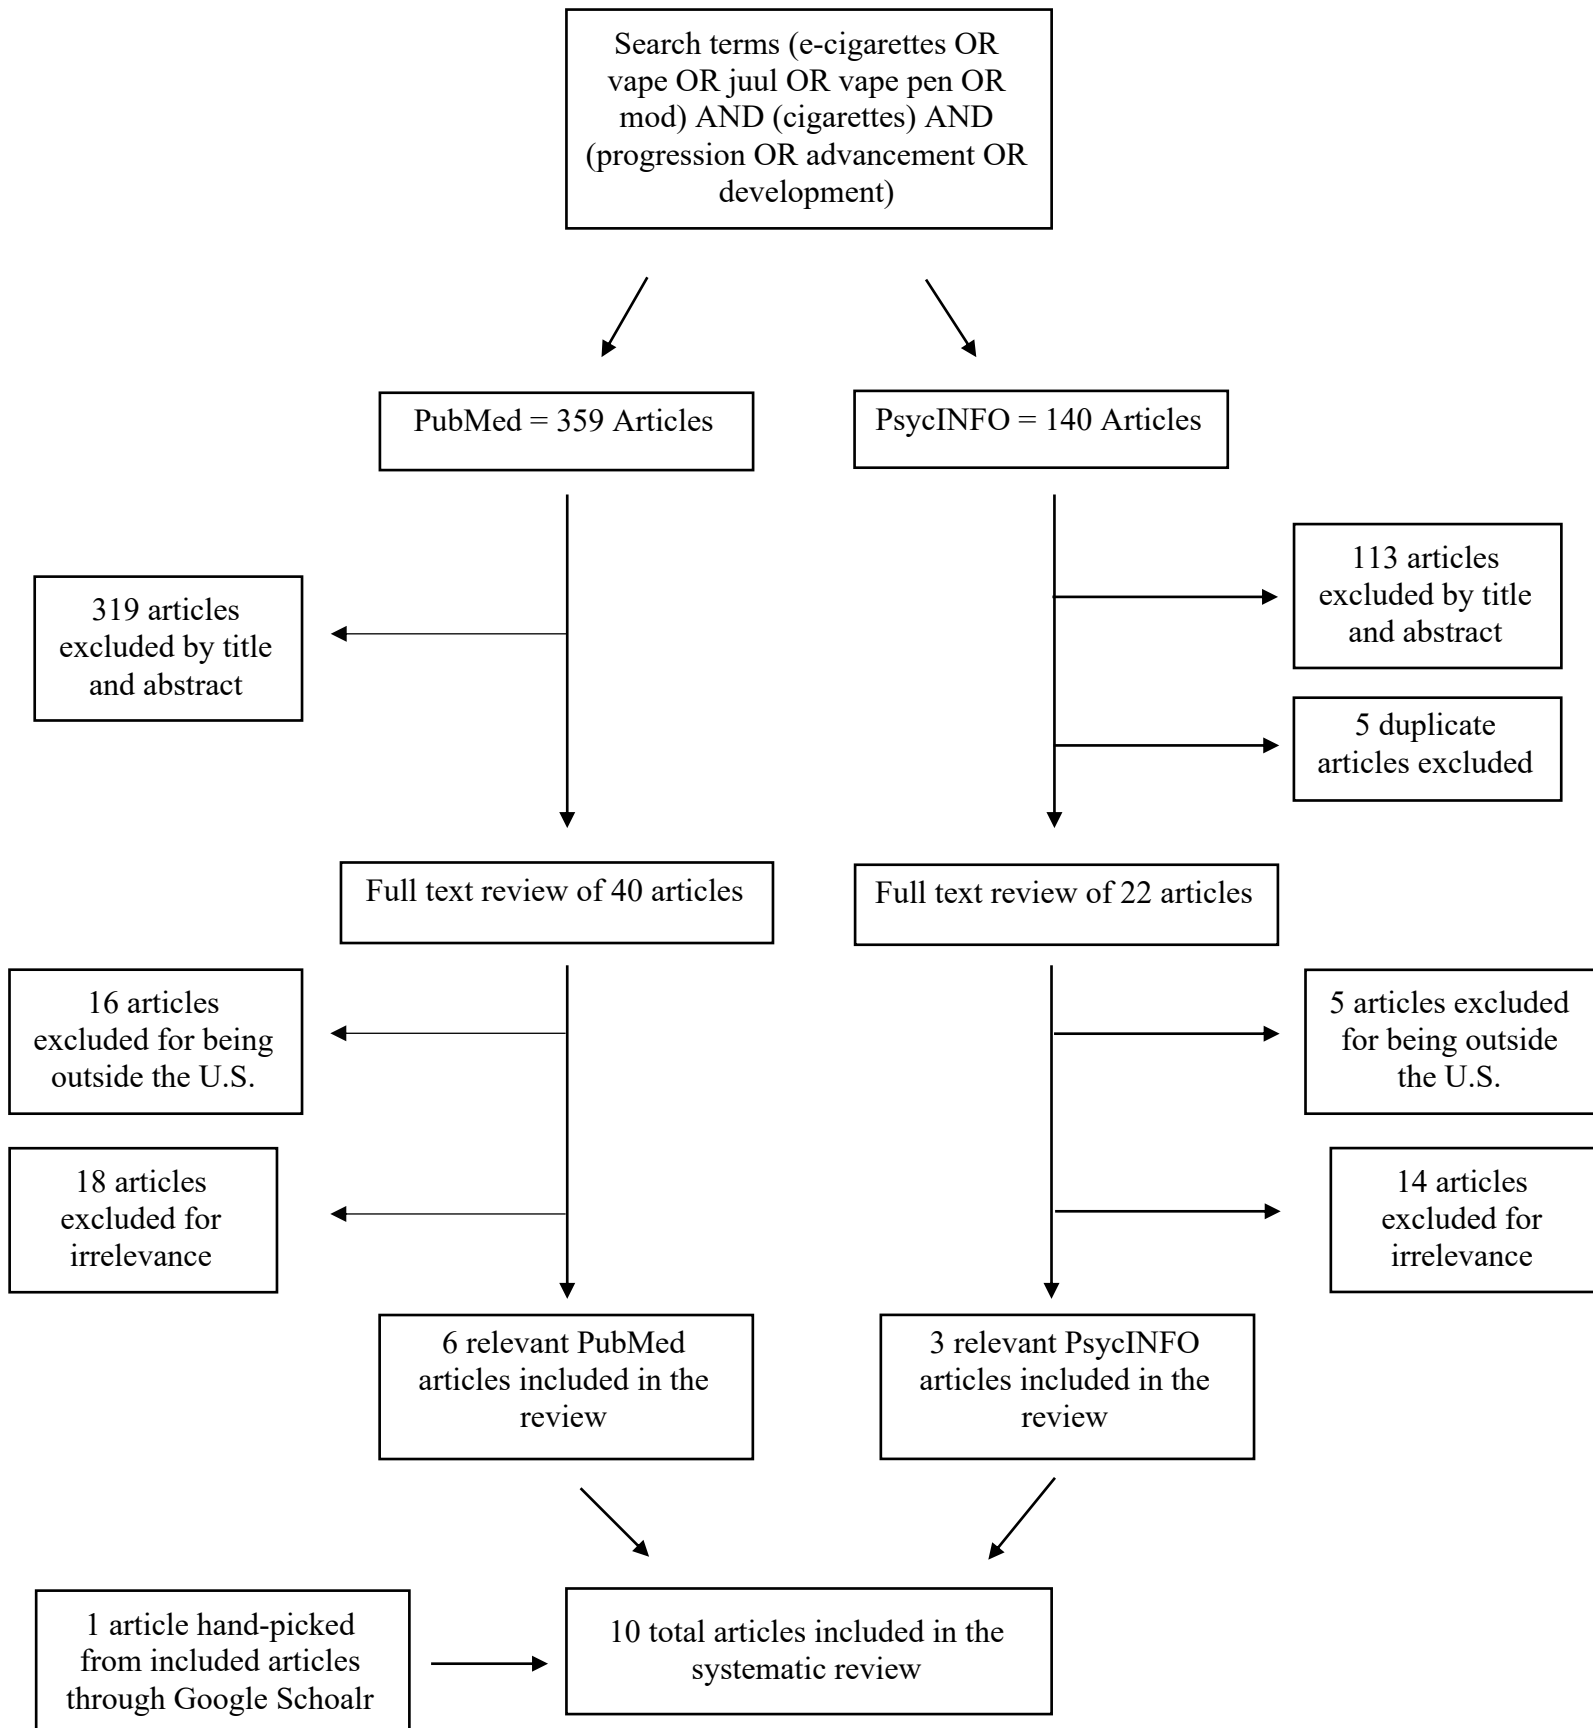 Search terms (e-cigarettes OR
vape OR juul OR vape pen OR
mod) AND (cigarettes) AND
(progression OR advancement OR
development)
PubMed = 359 Articles
PsycINFO = 140 Articles
319 articles
excluded by title
and abstract
113 articles
excluded by title
and abstract
5 duplicate
articles excluded
Full text review of 40 articles
Full text review of 22 articles
16 articles
excluded for being
outside the U.S.
5 articles excluded
for being outside
the U.S.
18 articles
excluded for
irrelevance
14 articles
excluded for
irrelevance
6 relevant PubMed
articles included in the
review
3 relevant PsycINFO
articles included in the
review
1 article hand-picked
from included articles
through Google Schoalr
10 total articles included in the
systematic review